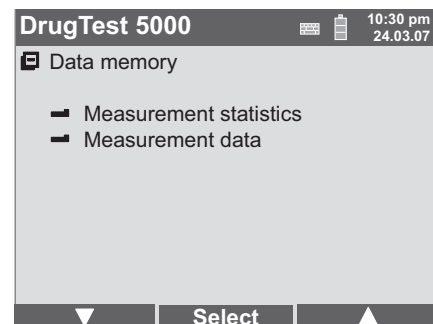 DrugTest 5000
10:30 pm
24.03.07
Data memory
Measurement statistics
Measurement data
Select